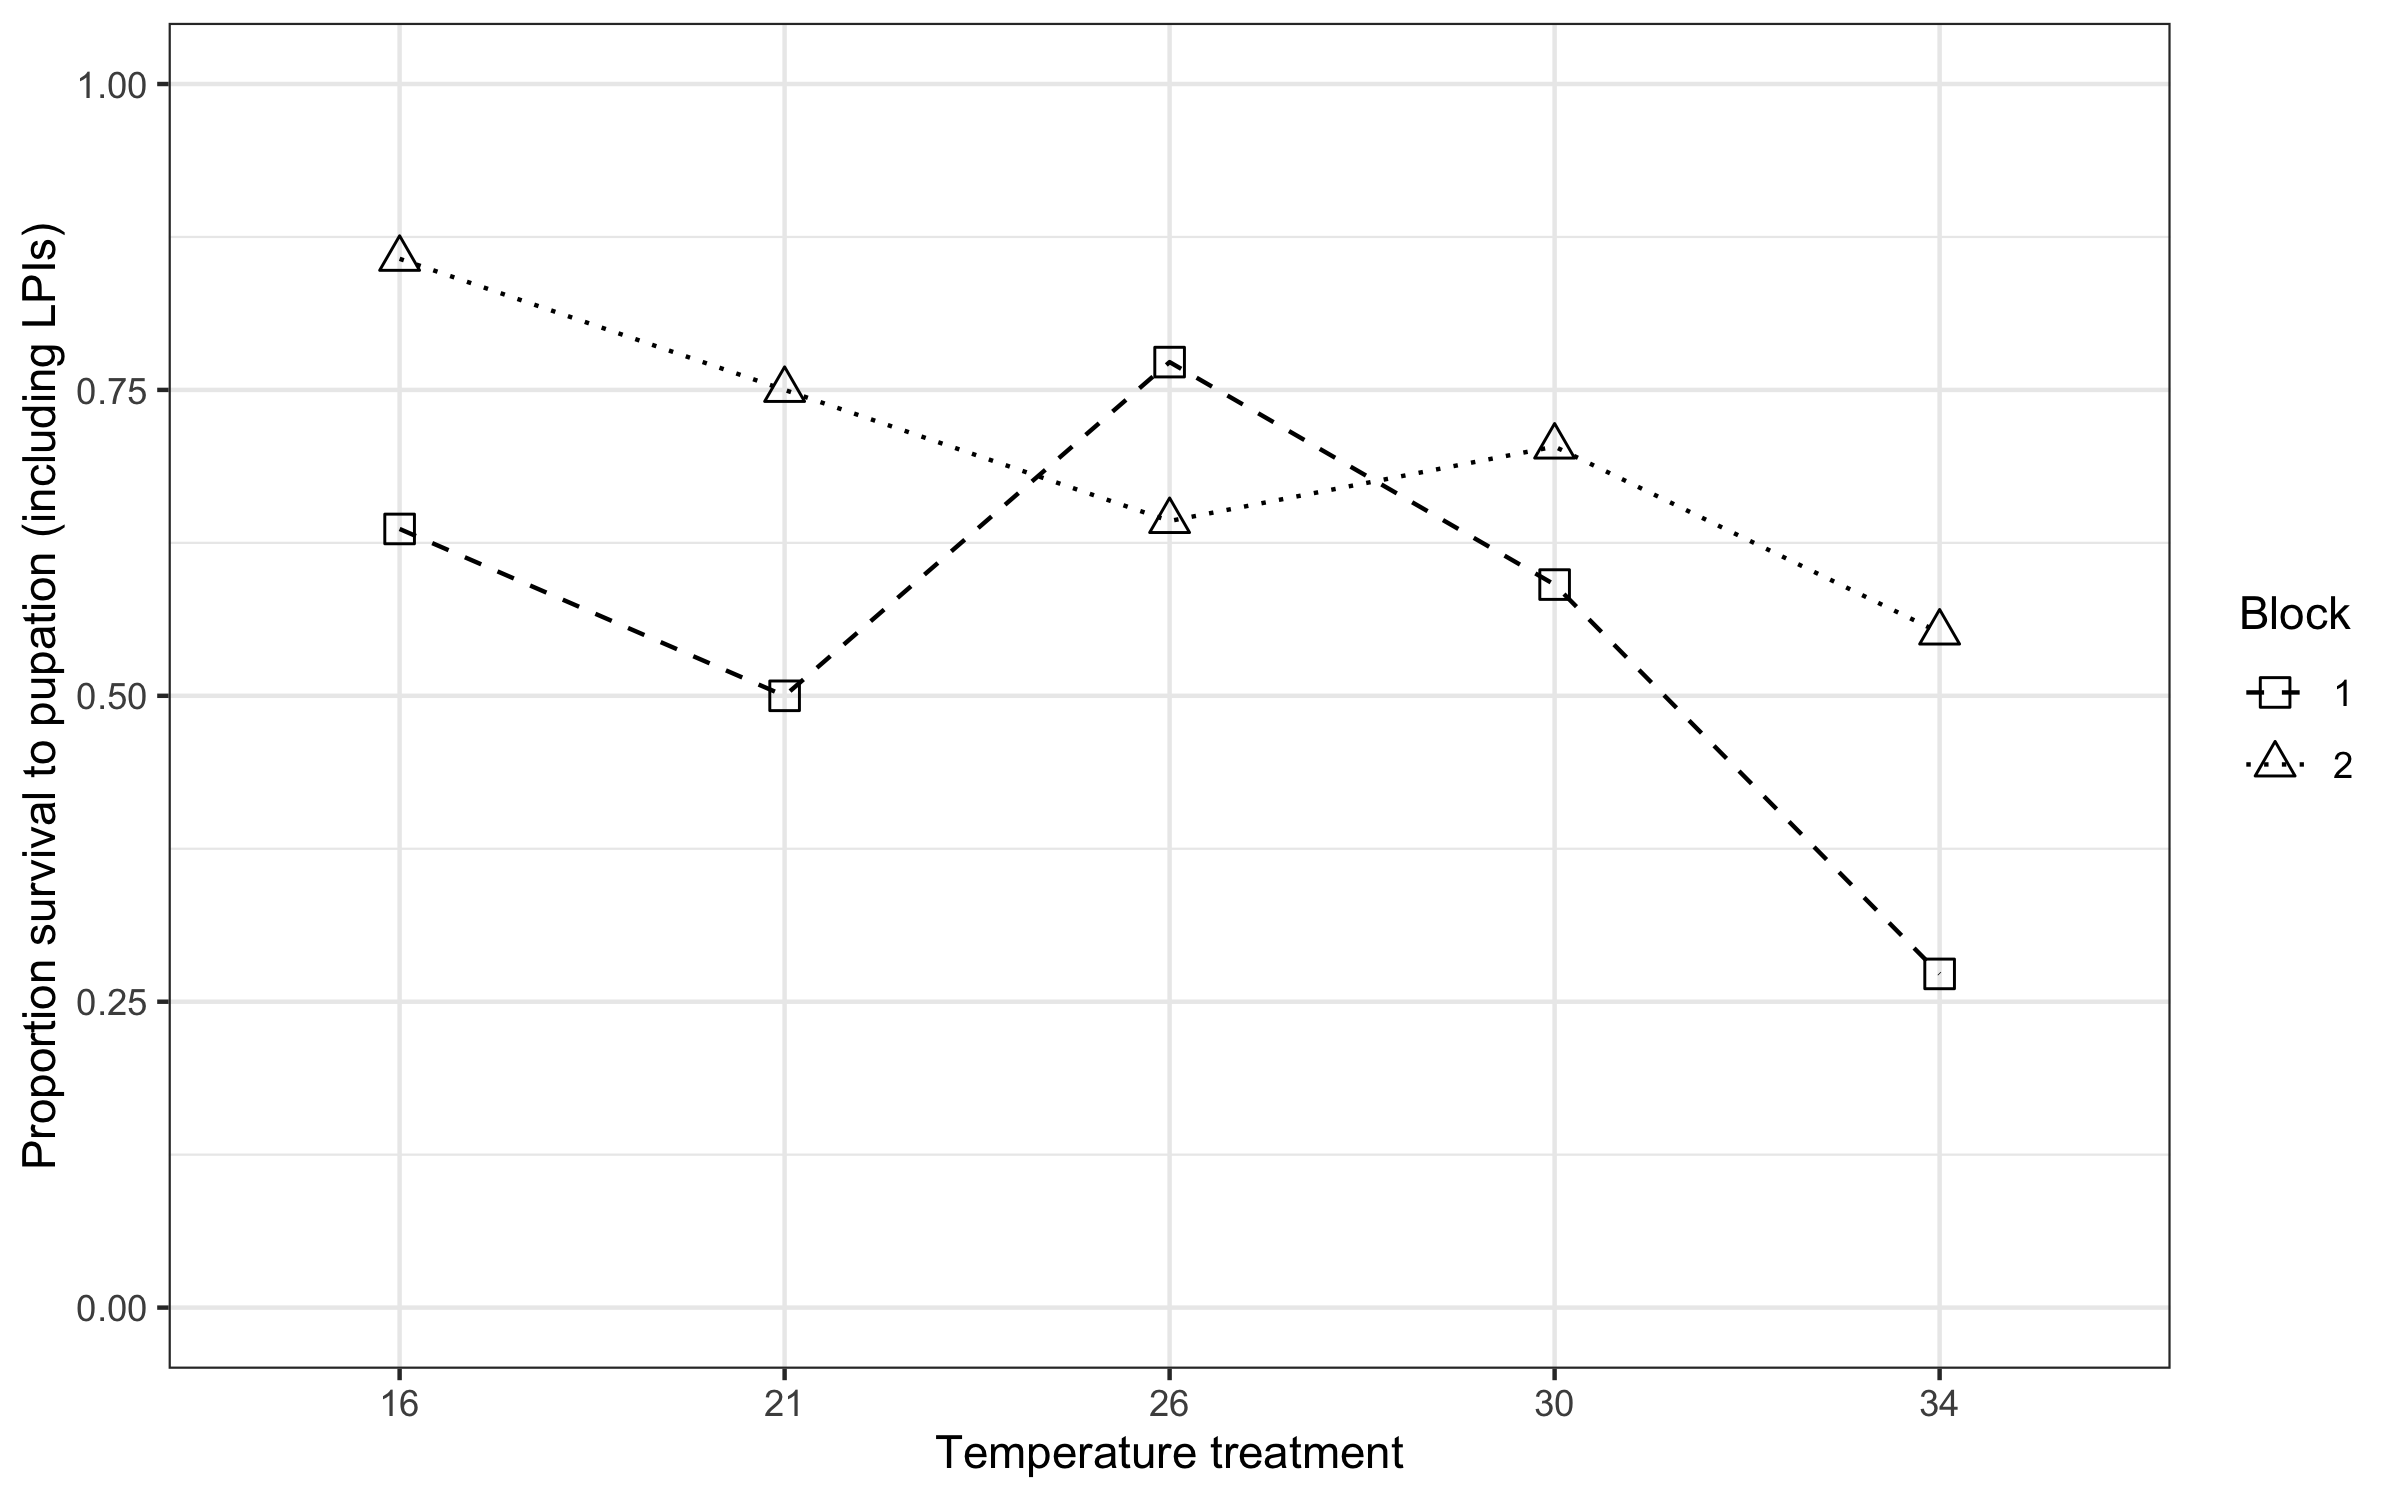 Proportion survival to pupation (including LPIs)
1.00
0.75
0.50
0.25
0.00
16 21 26 30 34
Temperature treatment
Block
1
2